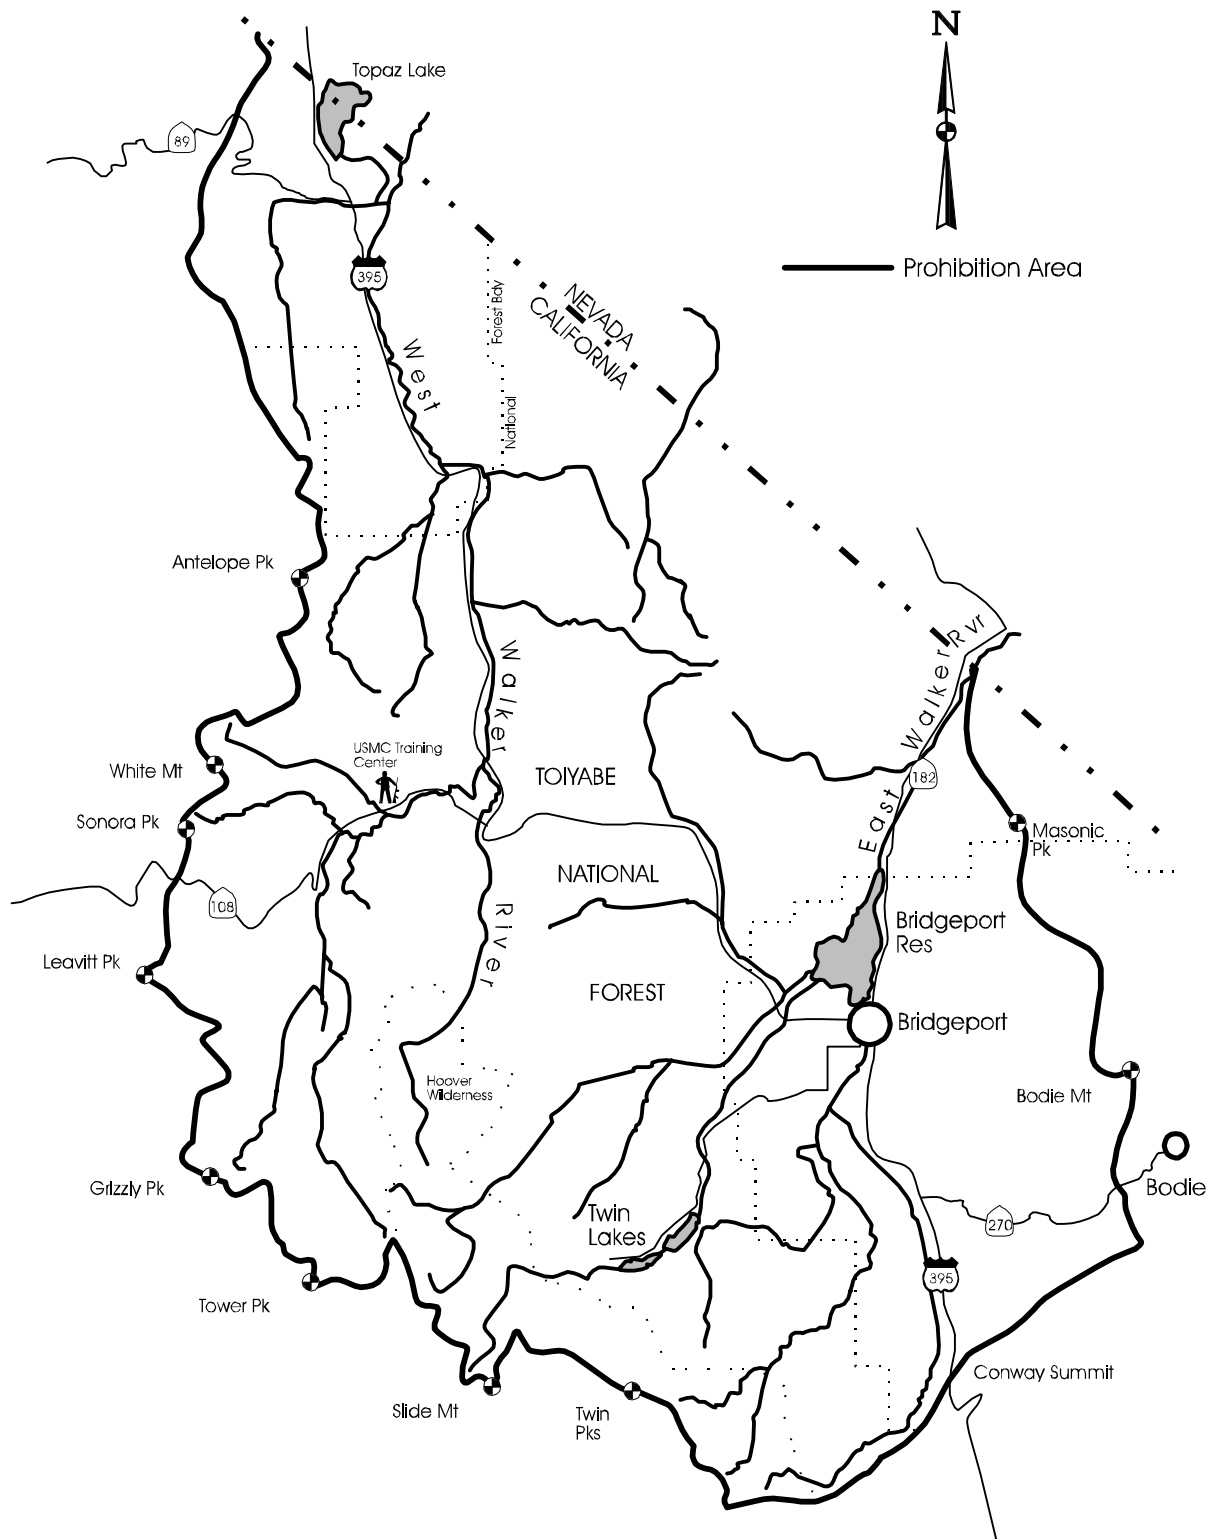 N
Topaz Lake
89
Prohibition Area
395
Forest Bdy
NEVADA
CALIFORNIA
West
National
Antelope Pk
Rvr
Walker
Walker
USMC Training
Center
White Mt
TOIYABE
182
Sonora Pk
East
Masonic
Pk
NATIONAL
108
River
Bridgeport
Res
Leavitt Pk
FOREST
Bridgeport
Hoover
Wilderness
Bodie Mt
Grizzly Pk
Bodie
Twin
Lakes
270
395
Tower Pk
Conway Summit
Slide Mt
Twin
Pks